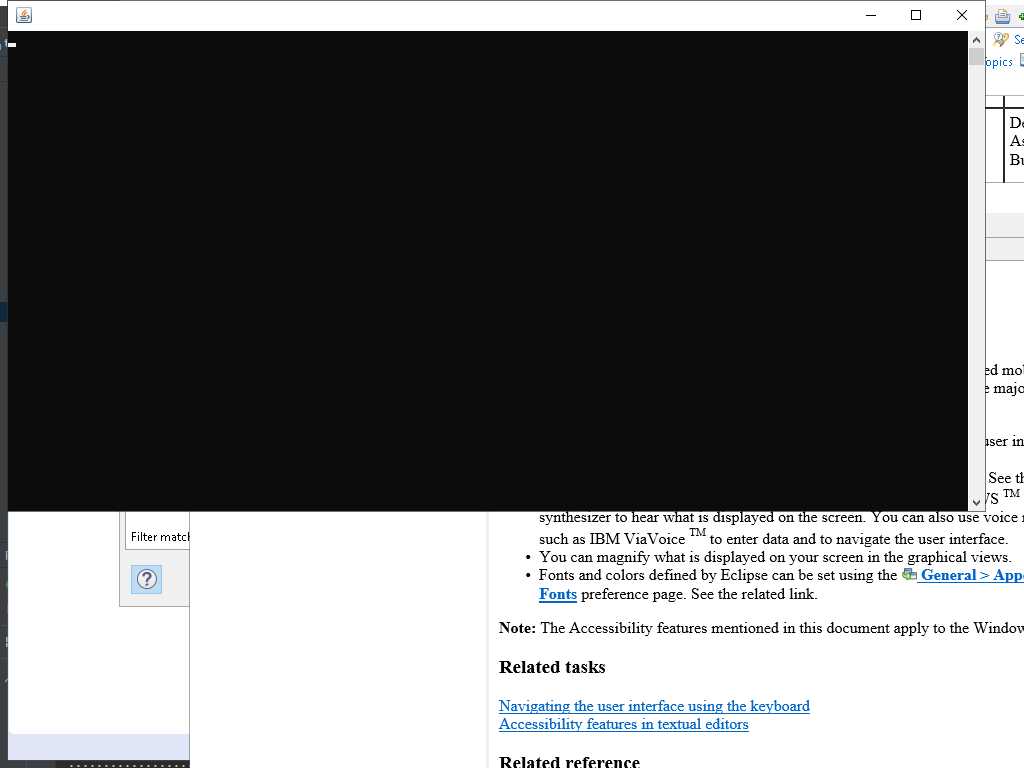 Se
opics
De
As
Bu
ed mob
e majo
user in
See th
VS TM
synthesizer to hear what is displayed on the screen. You can also use voice
such as IBM ViaVoice TM to enter data and to navigate the user interface.
• You can magnify what is displayed on your screen in the graphical views.
• Fonts and colors defined by Eclipse can be set using the General > Appe
Fonts preference page. See the related link.
Filter match
Note: The Accessibility features mentioned in this document apply to the Window
Related tasks
Navigating the user interface using the keyboard
Accessibility features in textual editors
Related reference